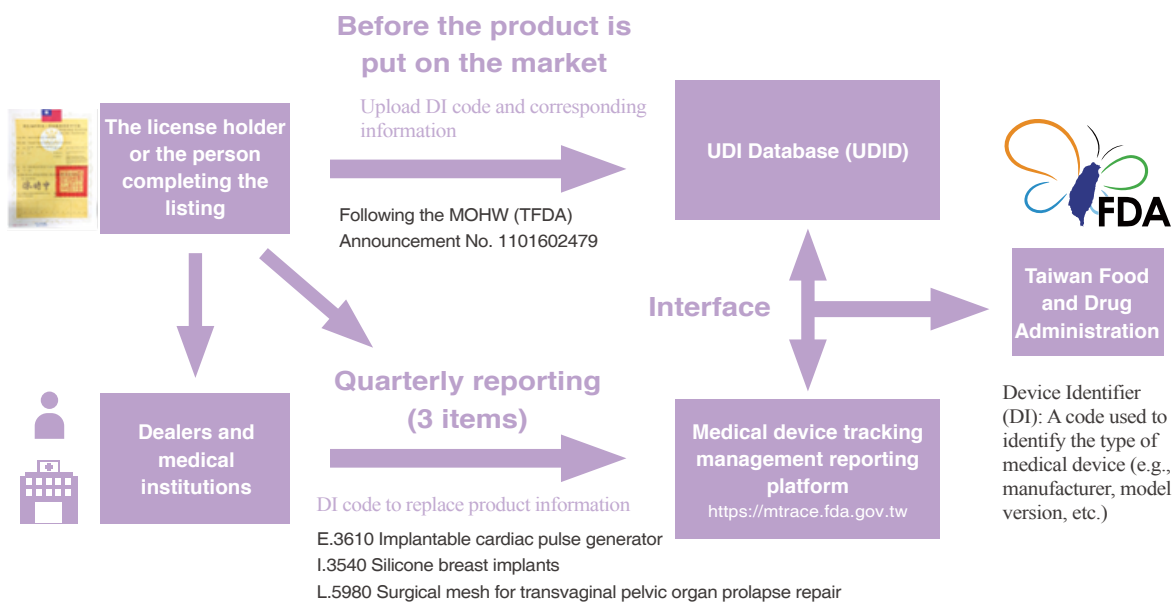 Before the product is
put on the market
Upload DI code and corresponding
information
The license holder
or the person
completing the
listing
UDI Database (UDID)
FDA
Following the MOHW (TFDA)
Announcement No. 1101602479
Interface
Taiwan Food
and Drug
Administration
Quarterly reporting
(3 items)
Dealers and
medical
institutions
Medical device tracking
management reporting
platform
https://mtrace.fda.gov.tw
Device Identifier
(DI): A code used to
identify the type of
medical device (e.g.,
manufacturer, model
version, etc.)
DI code to replace product information
E.3610 Implantable cardiac pulse generator
I.3540 Silicone breast implants
L.5980 Surgical mesh for transvaginal pelvic organ prolapse repair